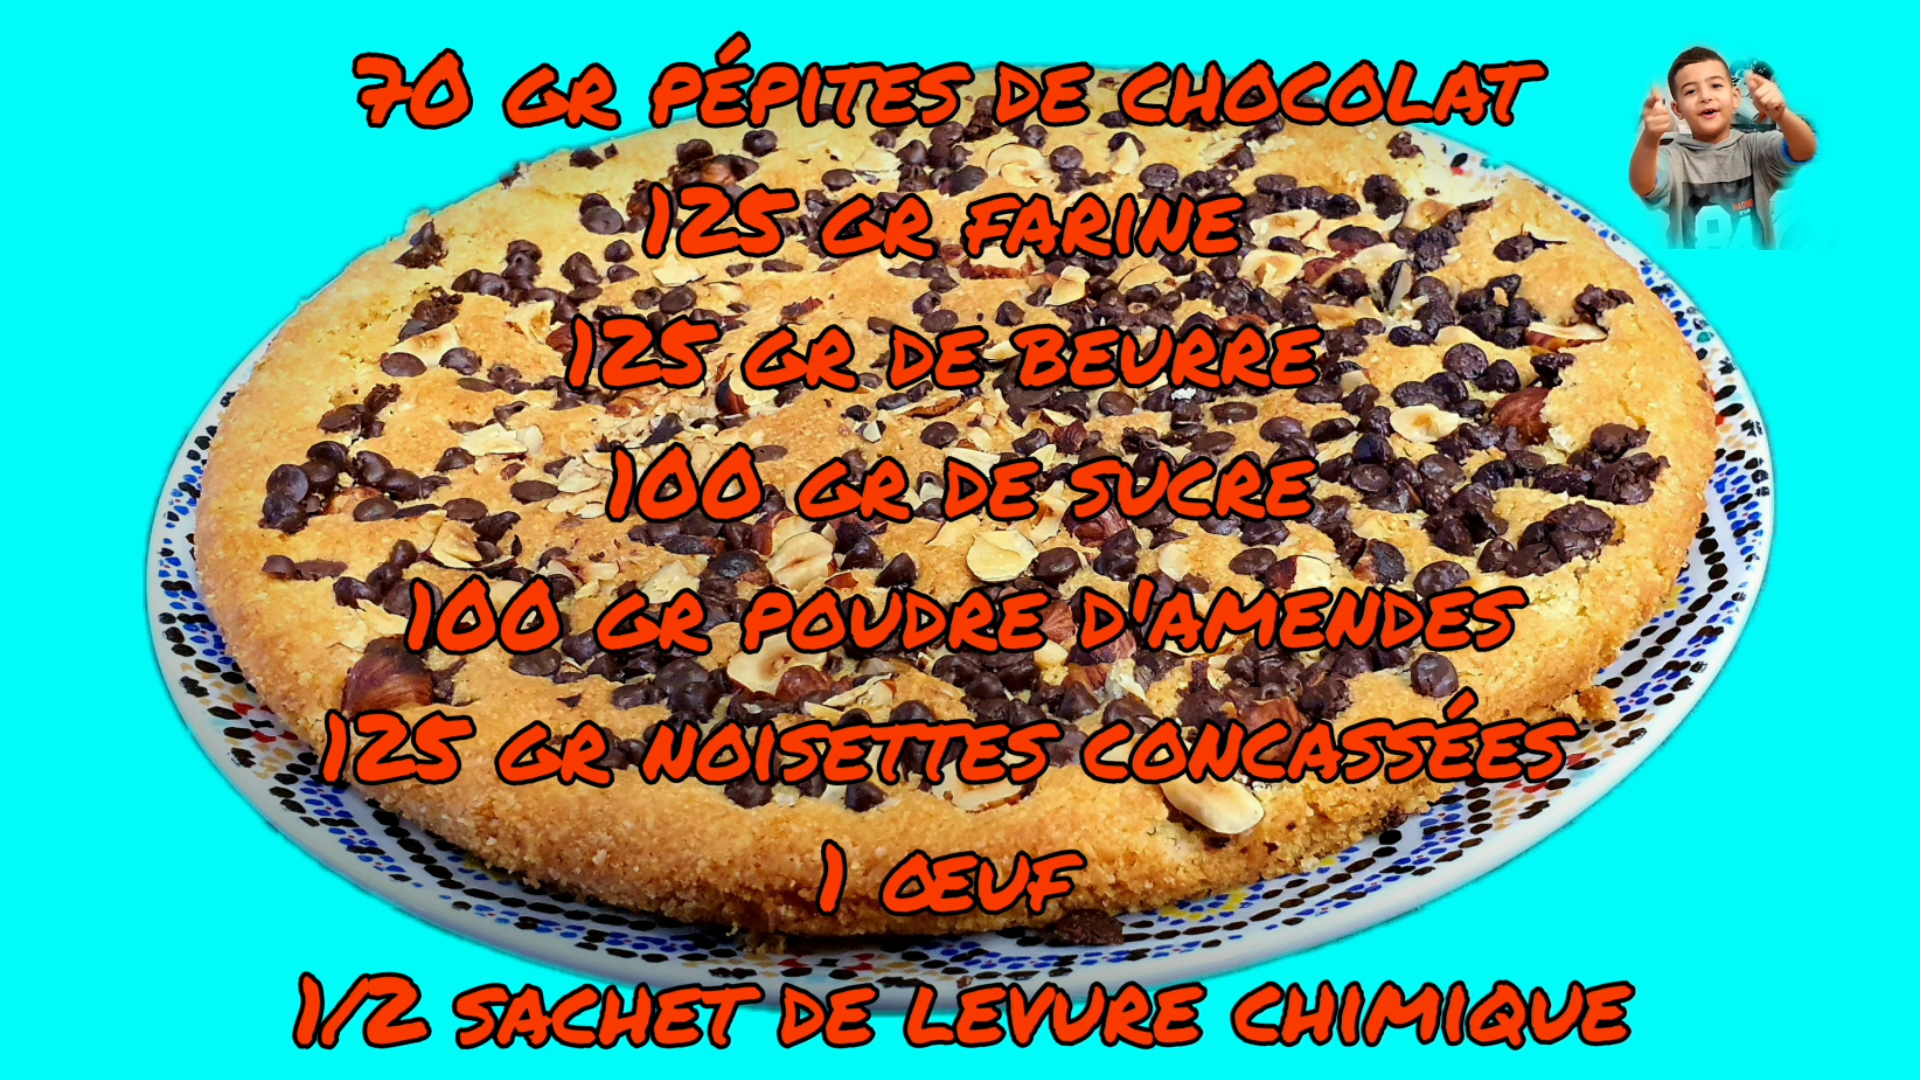 70 GR PÉPITES DE CHOCOLAT
125 GR FARINE
125 GR DE BEURRE
100 GR DE SUCRE
100 GR POUDRE D'AMENDES
125 GR NOISETTES CONCASSÉES
1 ŒUF
1/2 SACHET DE LEVURE CHIMIQUE